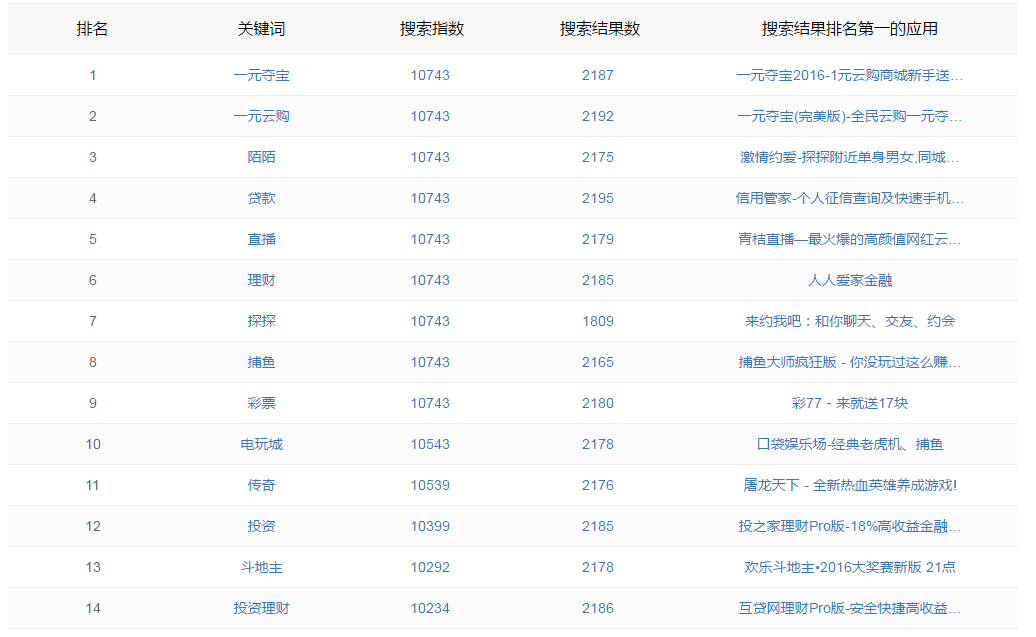 排名 关键词 搜索指数 搜索结果数 搜索结果排名第一的应用
1 一元夺宝 10743 2187 一元夺宝2016-1元云购商城新手送…
2 一元云购 10743 2192 一元夺宝(完美版)-全民云购一元夺…
3 陌陌 10743 2175 激情约爱-探探附近单身男女,同城…
4 贷款 10743 2195 信用管家-个人征信查询及快速手机…
5 直播 10743 2179 青桔直播—最火爆的高颜值网红云…
6 理财 10743 2185 人人爱家金融
7 探探 10743 1809 来约我吧：和你聊天、交友、约会
8 捕鱼 10743 2165 捕鱼大师疯狂版 - 你没玩过这么赚…
9 彩票 10743 2180 彩77 - 来就送17块
10 电玩城 10543 2178 口袋娱乐场-经典老虎机、捕鱼
11 传奇 10539 2176 屠龙天下 - 全新热血英雄养成游戏!
12 投资 10399 2185 投之家理财Pro版-18%高收益金融…
13 斗地主 10292 2178 欢乐斗地主•2016大奖赛新版 21点
14 投资理财 10234 2186 互贷网理财Pro版-安全快捷高收益…